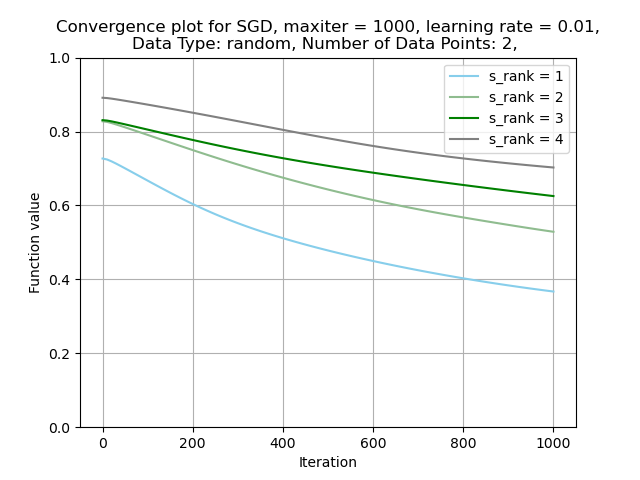 Convergence plot for SGD, maxiter = 1000, learning rate = 0.01,
Data Type: random, Number of Data Points: 2,
1.0
0.8
0.6
0.4
0.2
0.0
Function value
s_rank = 1
s_rank = 2
s_rank = 3
s_rank = 4
0 200 400 600 800 1000
Iteration